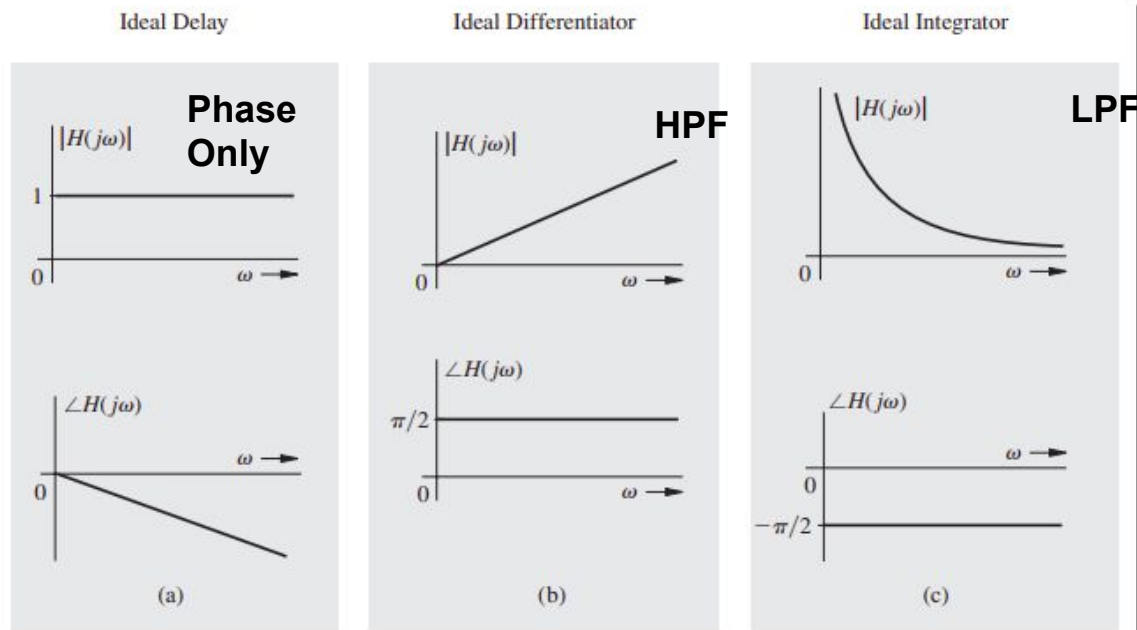 Ideal Delay
Ideal Differentiator
Ideal Integrator
Phase
Only
|H(jω)|
1
0
ω
∠H(jω)
ω
0
(a)
HPF
|H(jω)|
0
ω
∠H(jω)
π/2
0
ω
(b)
LPF
|H(jω)|
0
ω
∠H(jω)
ω
0
−π/2
(c)